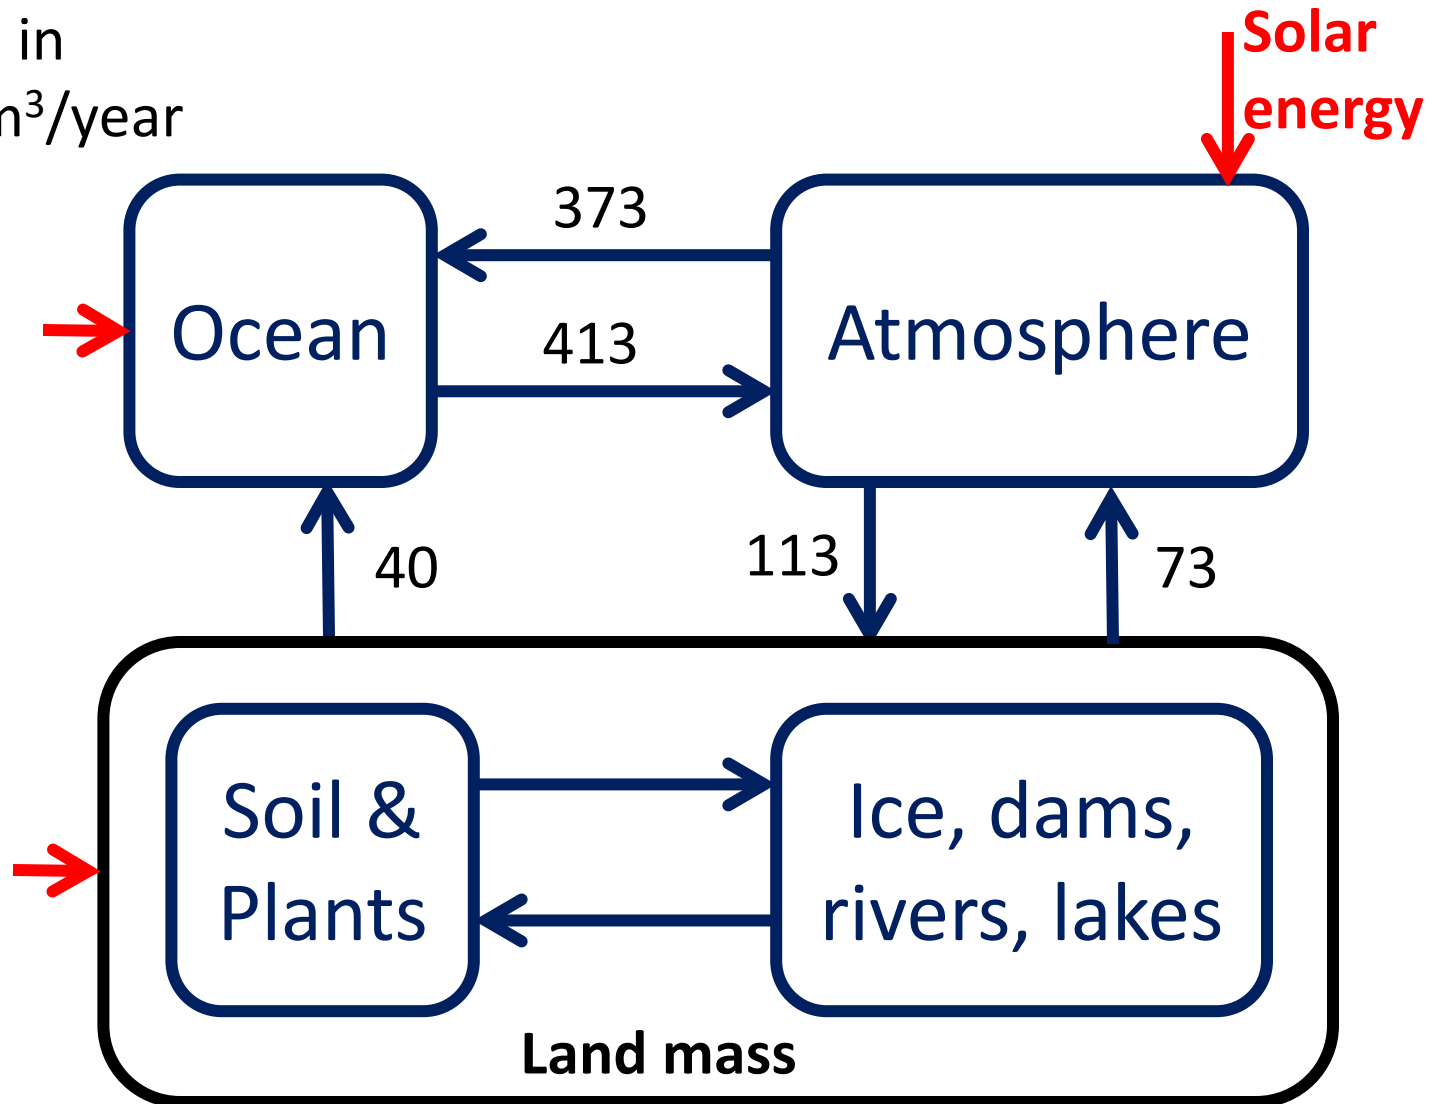 in
m³/year
Solar
energy
373
Ocean
413
Atmosphere
40
113
73
Soil &
Plants
Ice, dams,
rivers, lakes
Land mass